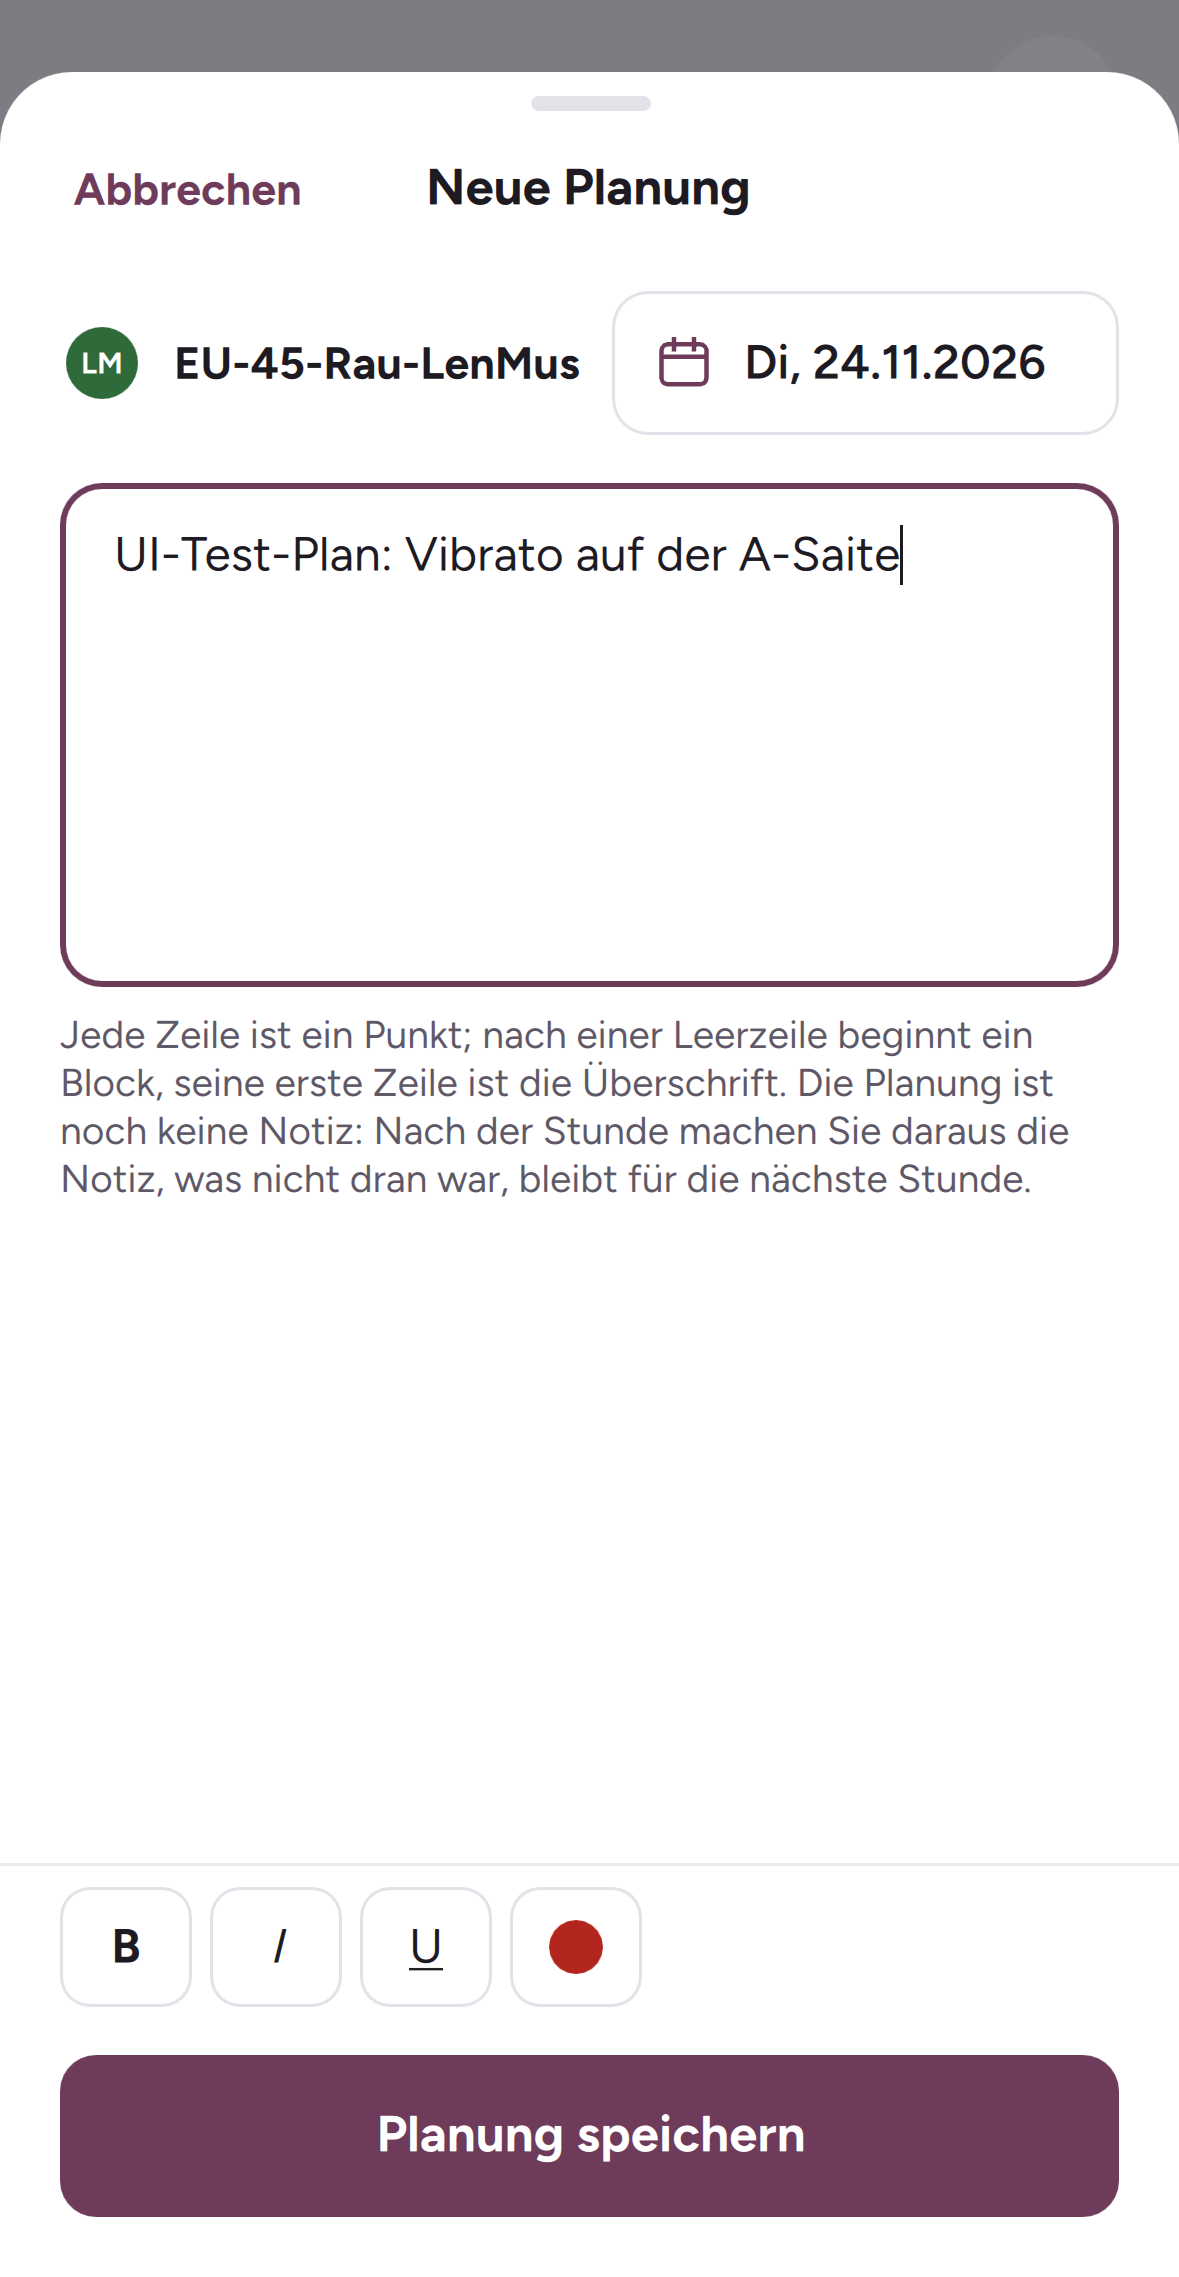 Abbrechen
Neue Planung
LM
EU-45-Rau-LenMus
Di, 24.11.2026
UI-Test-Plan: Vibrato auf der A-Saite
Jede Zeile ist ein Punkt; nach einer Leerzeile beginnt ein
Block, seine erste Zeile ist die Überschrift. Die Planung ist
noch keine Notiz: Nach der Stunde machen Sie daraus die
Notiz, was nicht dran war, bleibt für die nächste Stunde.
B
I
U
Planung speichern